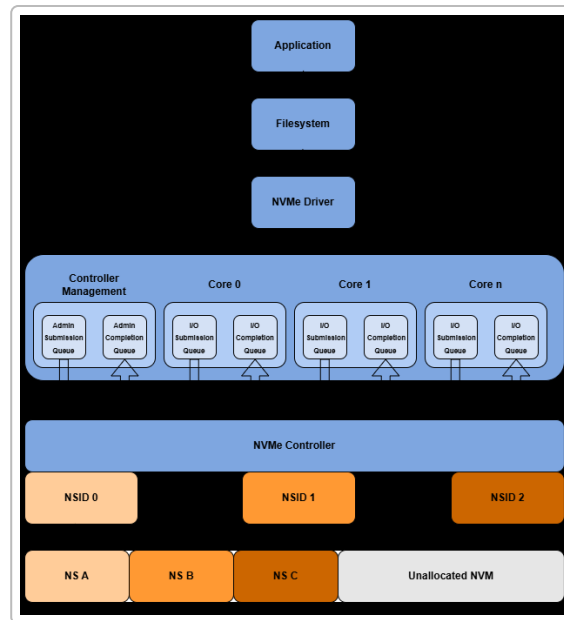 Application
Filesystem
NVMe Driver
Controller
Management
Core 0
Core 1
Core n
Admin
Submission
Queue
Admin
Completion
Queue
I/O
Submission
Queue
I/O
Completion
Queue
I/O
Submission
Queue
I/O
Completion
Queue
I/O
Submission
Queue
I/O
Completion
Queue
NVMe Controller
NSID 0
NSID 1
NSID 2
NS A
NS B
NS C
Unallocated NVM